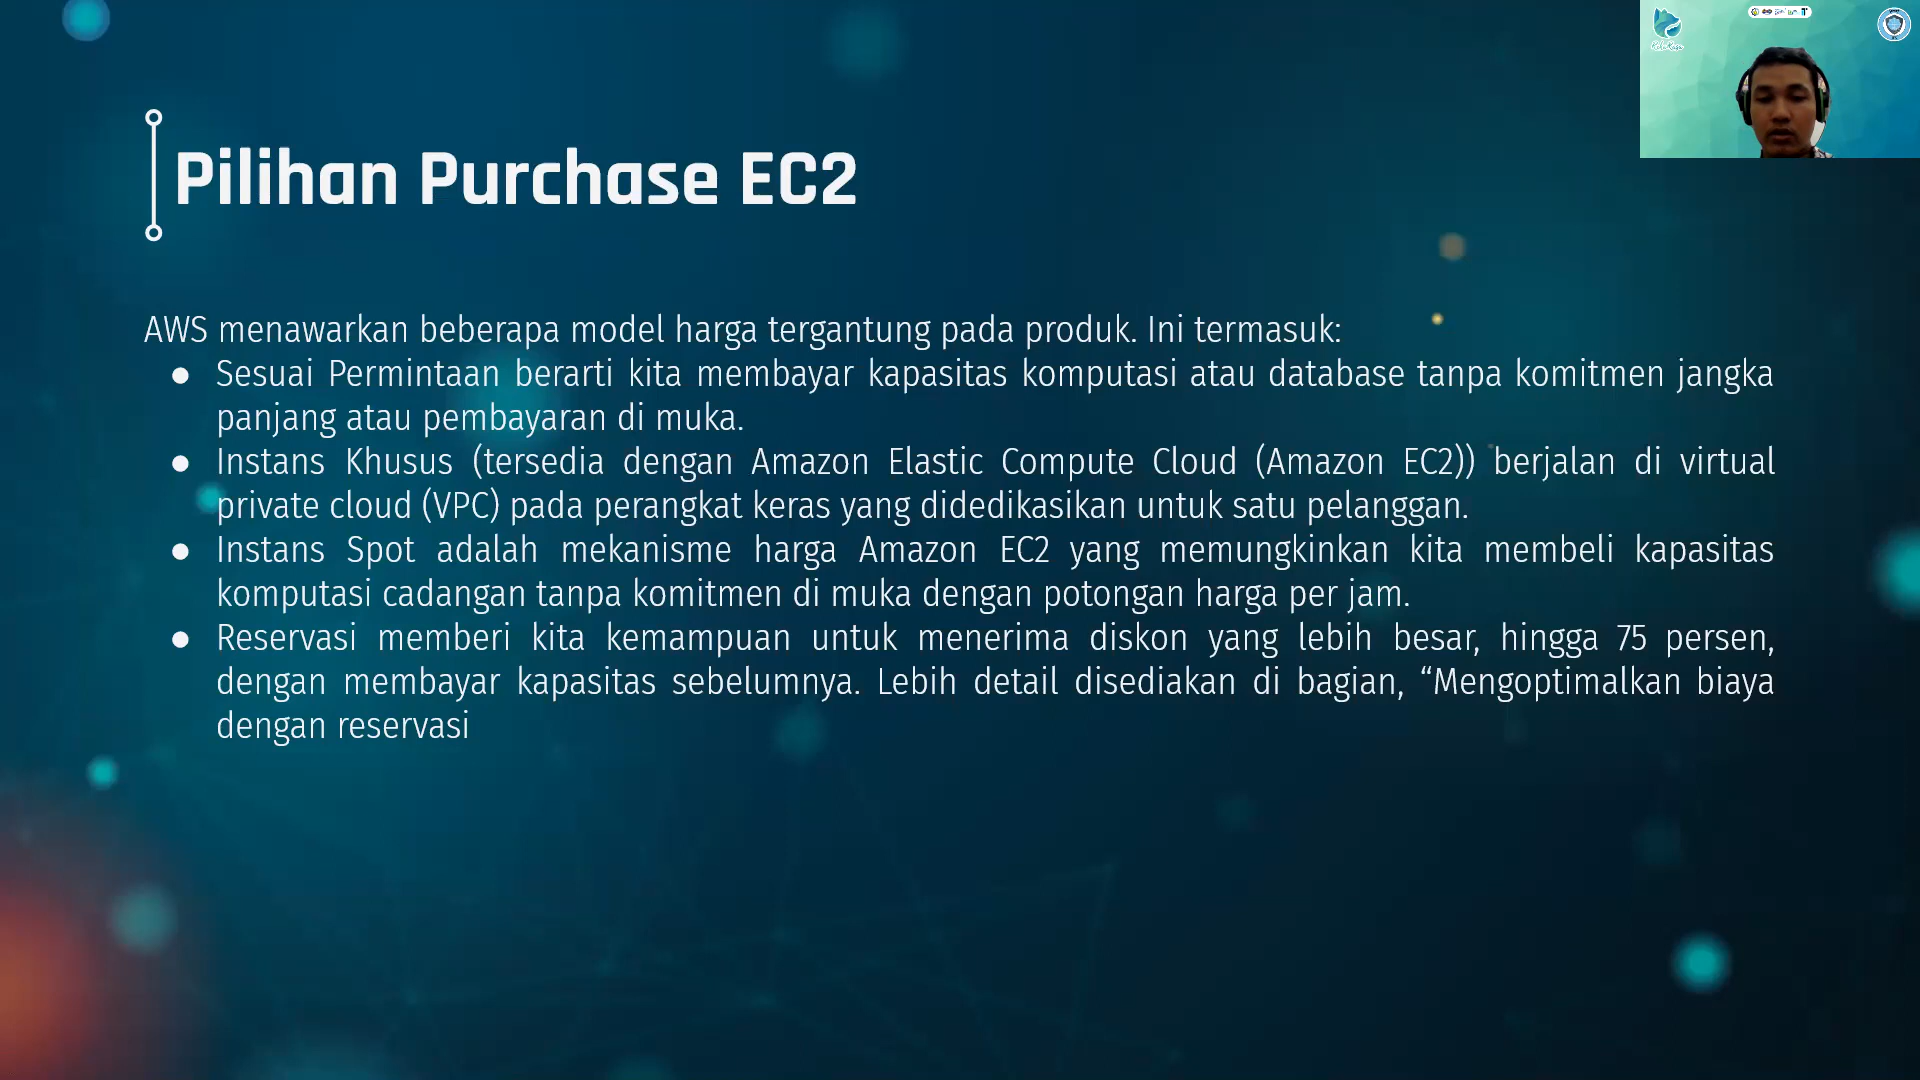 Pilihan Purchase EC2
AWS menawarkan beberapa model harga tergantung pada produk. Ini termasuk:
● Sesuai Permintaan berarti kita membayar kapasitas komputasi atau database tanpa komitmen jangka
panjang atau pembayaran di muka.
● Instans Khusus (tersedia dengan Amazon Elastic Compute Cloud (Amazon EC2)) berjalan di virtual
private cloud (VPC) pada perangkat keras yang didedikasikan untuk satu pelanggan.
● Instans Spot adalah mekanisme harga Amazon EC2 yang memungkinkan kita membeli kapasitas
komputasi cadangan tanpa komitmen di muka dengan potongan harga per jam.
● Reservasi memberi kita kemampuan untuk menerima diskon yang lebih besar, hingga 75 persen,
dengan membayar kapasitas sebelumnya. Lebih detail disediakan di bagian, “Mengoptimalkan biaya
dengan reservasi